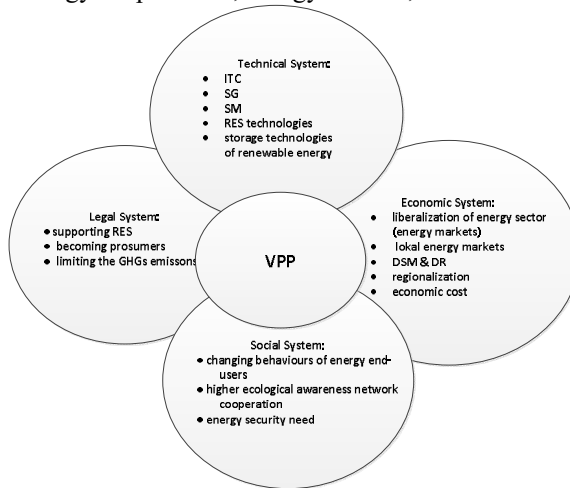 Technical System:
• ITC
• SG
• SM
• RES technologies
• storage technologies
of renewable energy
Legal System:
• supporting RES
• becoming prosumers
• limiting the GHGs emissons
VPP
Economic System:
• liberalization of energy sector
(energy markets)
• lokal energy markets
• DSM & DR
• regionalization
• economic cost
Social System:
• changing behaviours of energy end-
users
• higher ecological awareness network
cooperation
• energy security need